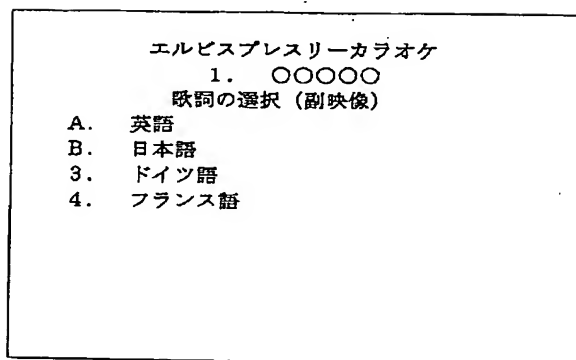 エルビスプレスリーカラオケ
1. ○○○○○
歌詞の選択(副映像)
A. 英語
B. 日本語
3. ドイツ語
4. フランス語